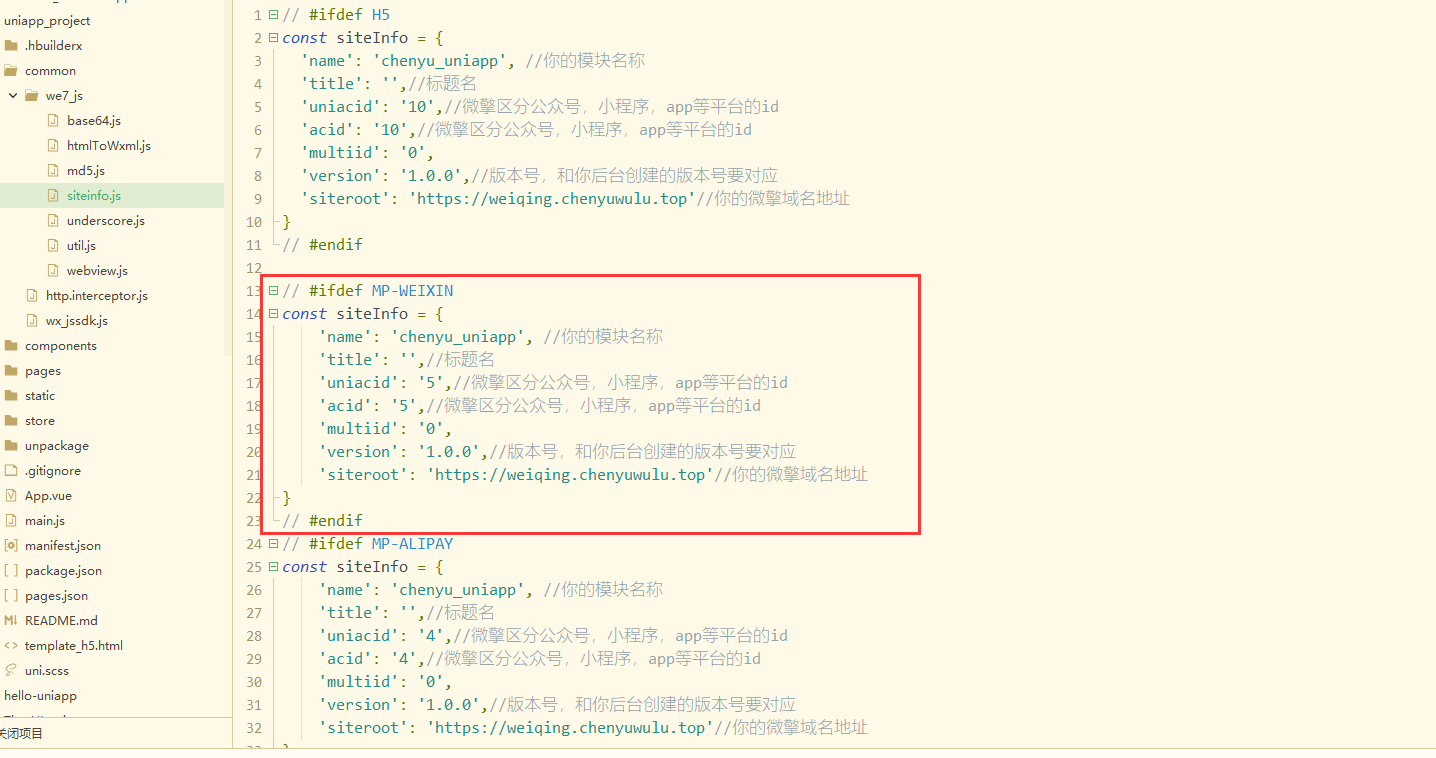 uniapp_project
.hbuilderx
common
we7_js
base64.js
htmlToWxml.js
md5.js
siteinfo.js
underscore.js
util.js
webview.js
http.interceptor.js
wx_jssdk.js
components
pages
static
store
unpackage
.gitignore
App.vue
main.js
manifest.json
package.json
pages.json
README.md
template_h5.html
uni.scss
hello-uniapp
关闭项目
1 // #ifdef H5
2 const siteInfo = {
3 'name': 'chenyu_uniapp', //你的模块名称
4 'title': '',//标题名
5 'uniacid': '10',//微擎区分公众号，小程序，app等平台的id
6 'acid': '10',//微擎区分公众号，小程序，app等平台的id
7 'multiid': '0',
8 'version': '1.0.0',//版本号，和你后台创建的版本号要对应
9 'siteroot': 'https://weiqing.chenyuwulu.top'//你的微擎域名地址
10 }
11 // #endif
12
13 // #ifdef MP-WEIXIN
14 const siteInfo = {
15 'name': 'chenyu_uniapp', //你的模块名称
16 'title': '',//标题名
17 'uniacid': '5',//微擎区分公众号，小程序，app等平台的id
18 'acid': '5',//微擎区分公众号，小程序，app等平台的id
19 'multiid': '0',
20 'version': '1.0.0',//版本号，和你后台创建的版本号要对应
21 'siteroot': 'https://weiqing.chenyuwulu.top'//你的微擎域名地址
22 }
23 // #endif
24 // #ifdef MP-ALIPAY
25 const siteInfo = {
26 'name': 'chenyu_uniapp', //你的模块名称
27 'title': '',//标题名
28 'uniacid': '4',//微擎区分公众号，小程序，app等平台的id
29 'acid': '4',//微擎区分公众号，小程序，app等平台的id
30 'multiid': '0',
31 'version': '1.0.0',//版本号，和你后台创建的版本号要对应
32 'siteroot': 'https://weiqing.chenyuwulu.top'//你的微擎域名地址